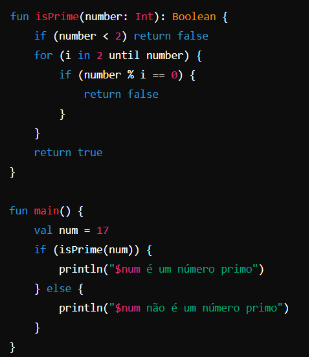 fun isPrime(number: Int): Boolean {
    if (number < 2) return false
    for (i in 2 until number) {
        if (number % i == 0) {
            return false
        }
    }
    return true
}

fun main() {
    val num = 17
    if (isPrime(num)) {
        println("$num é um número primo")
    } else {
        println("$num não é um número primo")
    }
}